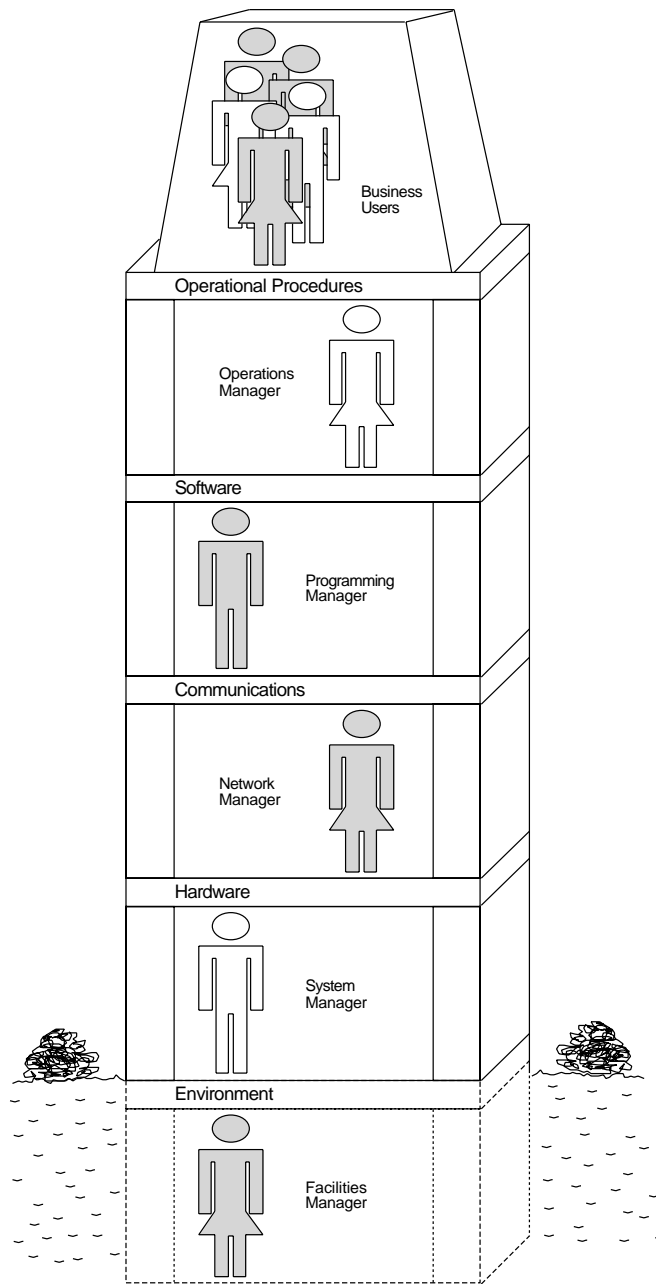 Business
Users
Operational Procedures
Operations
Manager
Software
Programming
Manager
Communications
Network
Manager
Hardware
System
Manager
Environment
Facilities
Manager